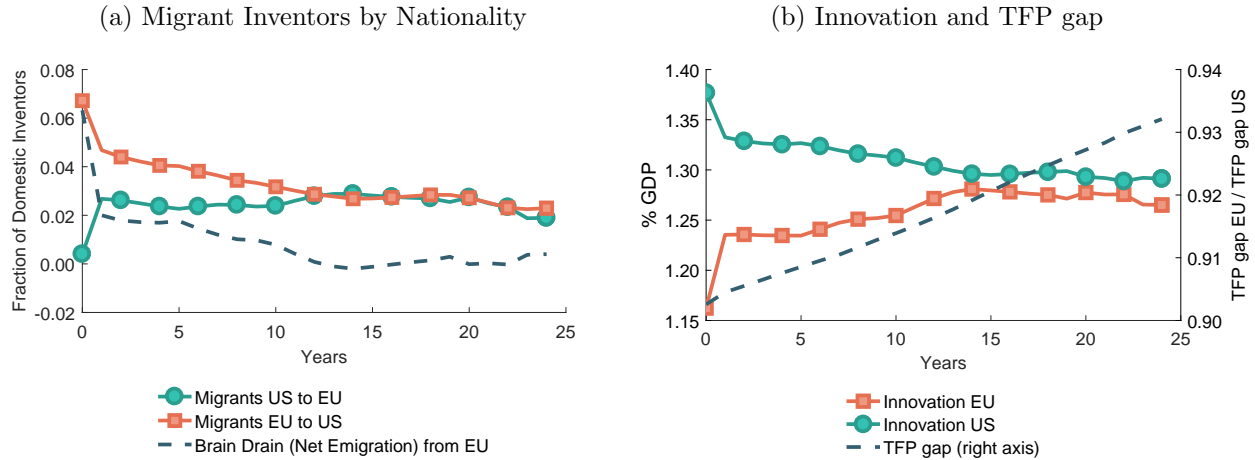 (a) Migrant Inventors by Nationality
Fraction of Domestic Inventors
0.08
0.06
0.04
0.02
0.00
-0.02
0
5
10
15
20
25
Years
Migrants US to EU
Migrants EU to US
Brain Drain (Net Emigration) from EU
(b) Innovation and TFP gap
% GDP
1.40
1.35
1.30
1.25
1.20
1.15
0
5
10
15
20
25
Years
0.94
0.93
0.92
0.91
0.90
TFP gap EU / TFP gap US
Innovation EU
Innovation US
TFP gap (right axis)